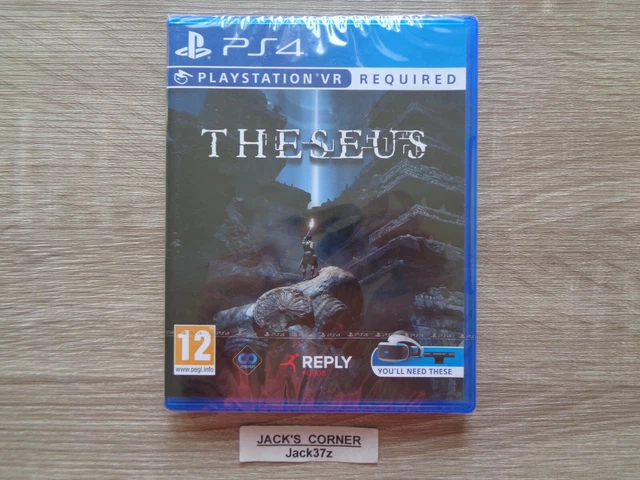 PS4
PLAYSTATION®VR REQUIRED
THESEUS
12
www.pegi.info
REPLY
YOU'LL NEED THESE
JACK'S CORNER
Jack37z